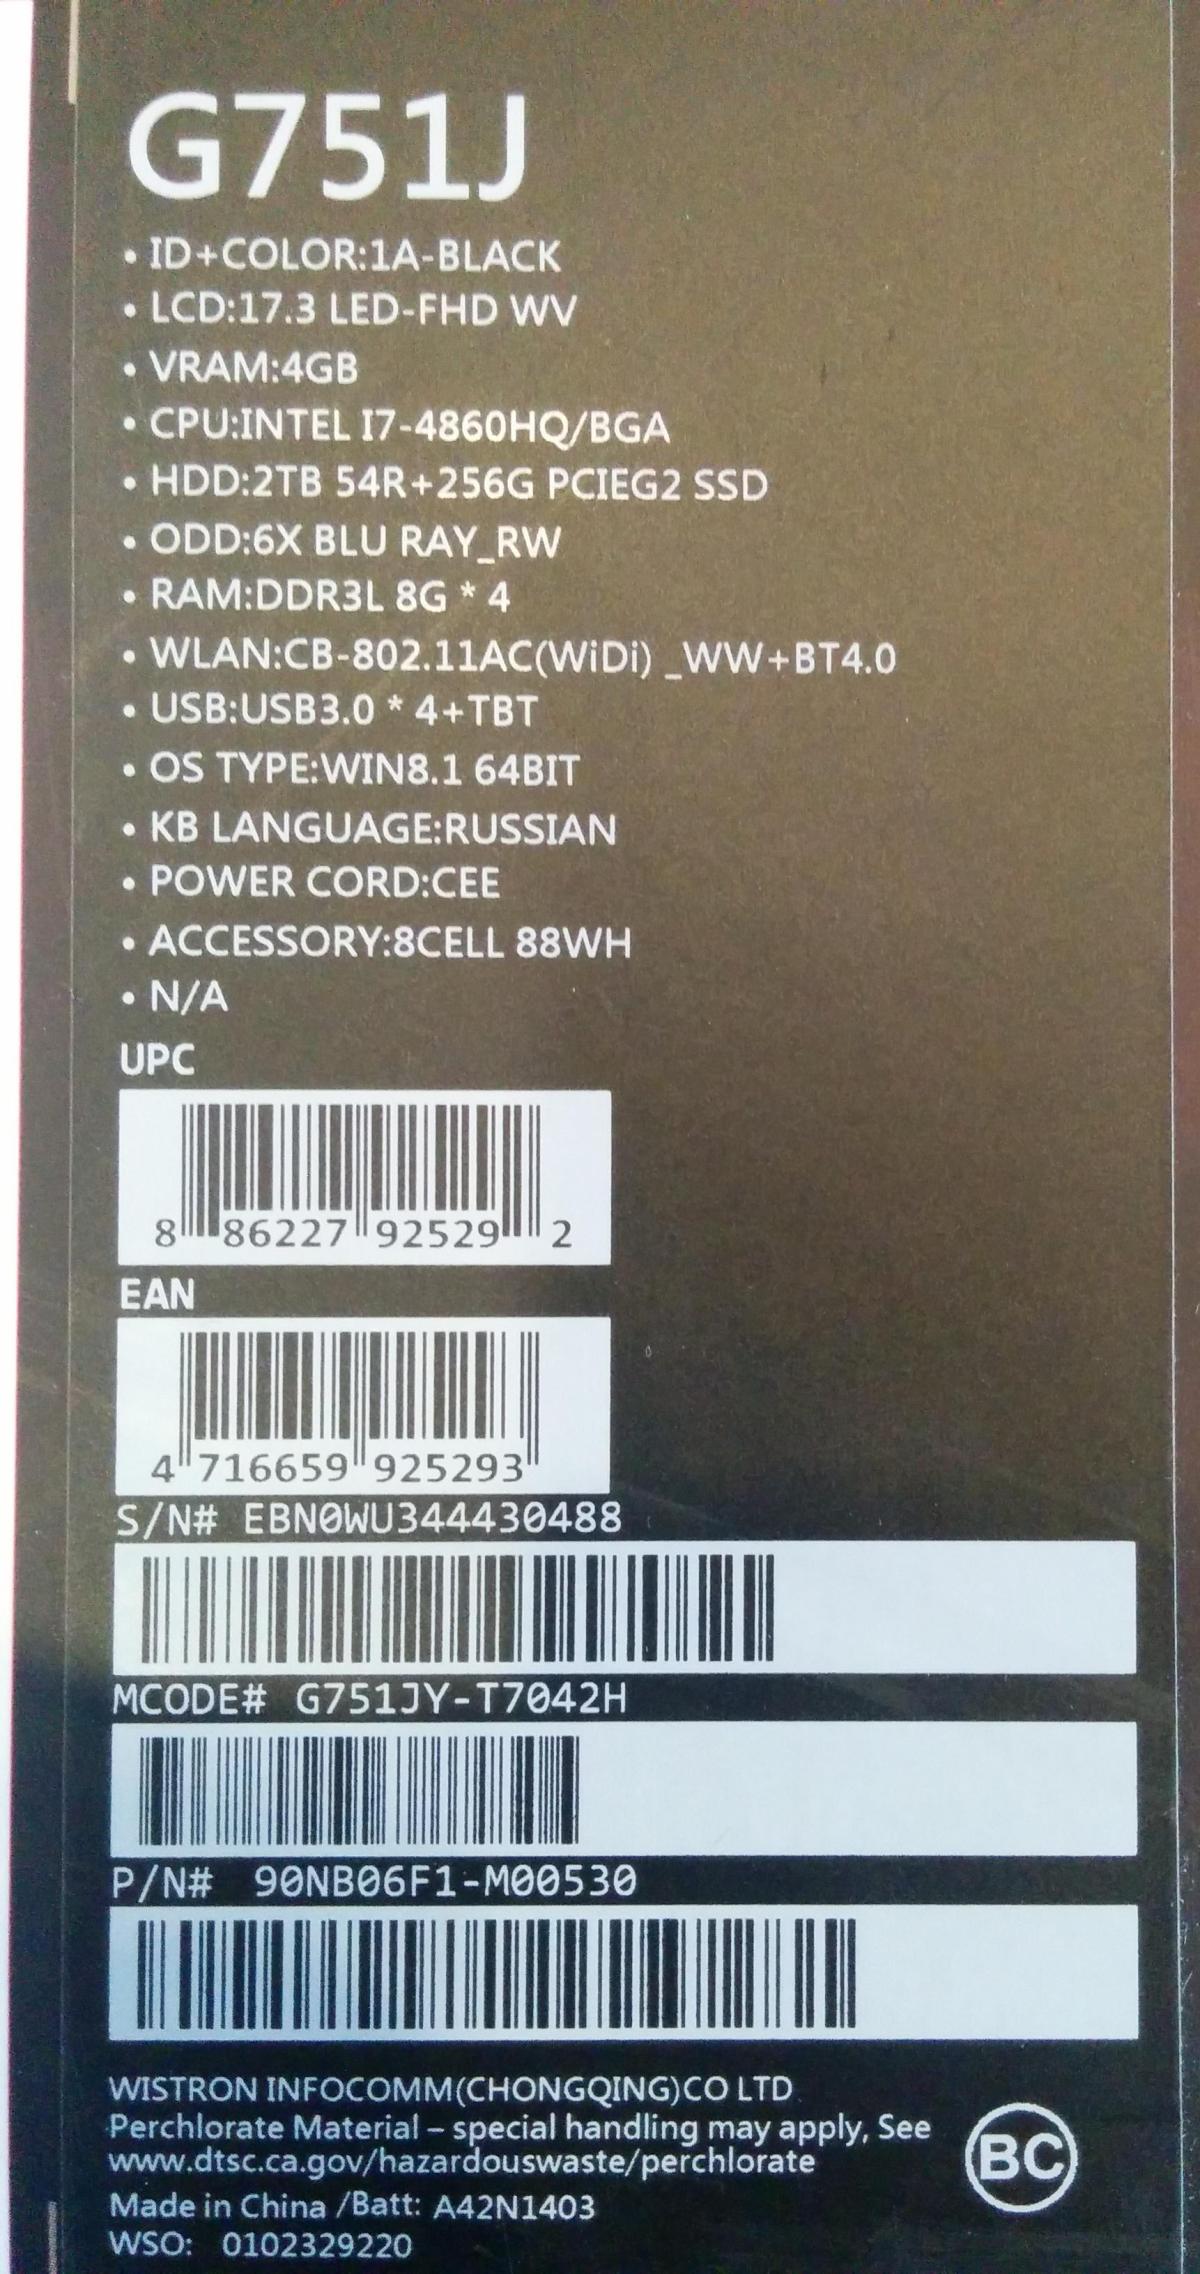 G751J
• ID+COLOR:1A-BLACK
• LCD:17.3 LED-FHD WV
• VRAM:4GB
• CPU:INTEL I7-4860HQ/BGA
• HDD:2TB 54R+256G PCIEG2 SSD
• ODD:6X BLU RAY_RW
• RAM:DDR3L 8G * 4
• WLAN:CB-802.11AC(WiDi) _WW+BT4.0
• USB:USB3.0 * 4+TBT
• OS TYPE:WIN8.1 64BIT
• KB LANGUAGE:RUSSIAN
• POWER CORD:CEE
• ACCESSORY:8CELL 88WH
• N/A
UPC
8 86227 92529 2
EAN
4 716659 925293
S/N# EBN0WU344430488
MCODE# G751JY-T7042H
P/N# 90NB06F1-M00530
WISTRON INFOCOMM(CHONGQING)CO LTD
Perchlorate Material – special handling may apply, See
www.dtsc.ca.gov/hazardouswaste/perchlorate
BC
Made in China /Batt: A42N1403
WSO: 0102329220